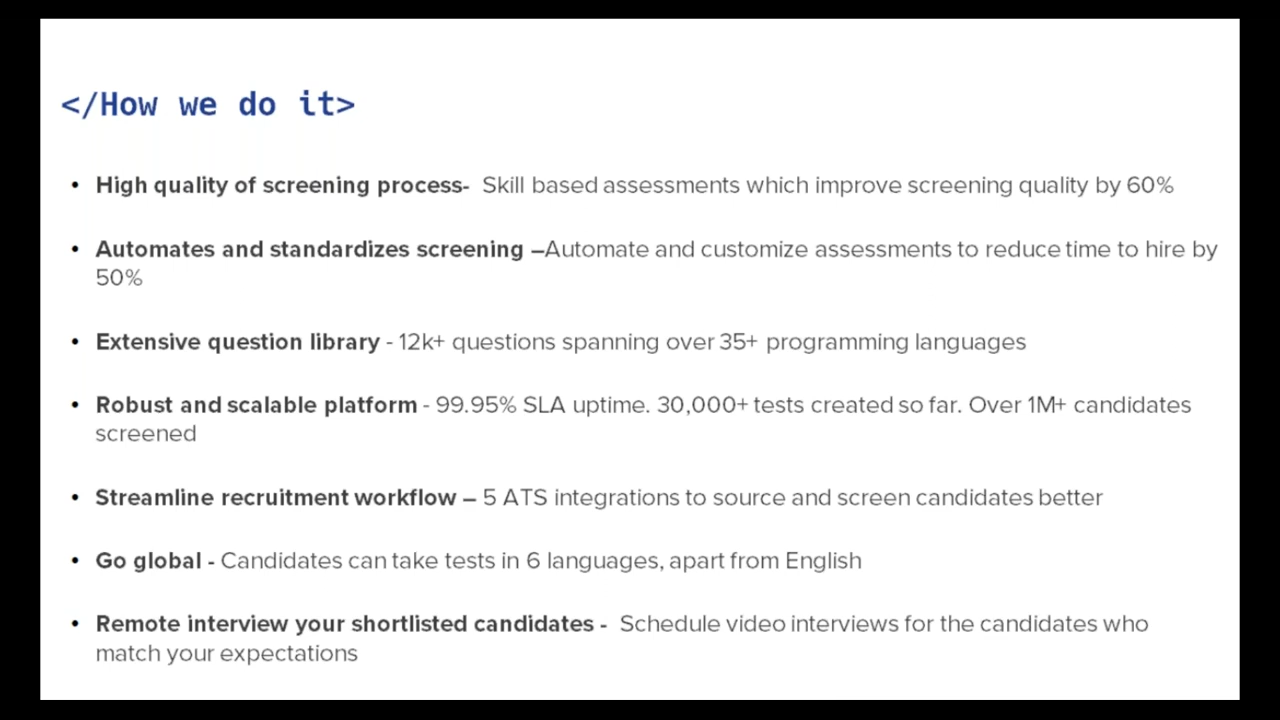 </How we do it>
• High quality of screening process-  Skill based assessments which improve screening quality by 60%
• Automates and standardizes screening –Automate and customize assessments to reduce time to hire by
50%
• Extensive question library - 12k+ questions spanning over 35+ programming languages
• Robust and scalable platform - 99.95% SLA uptime. 30,000+ tests created so far. Over 1M+ candidates
screened
• Streamline recruitment workflow – 5 ATS integrations to source and screen candidates better
• Go global - Candidates can take tests in 6 languages, apart from English
• Remote interview your shortlisted candidates -  Schedule video interviews for the candidates who
match your expectations